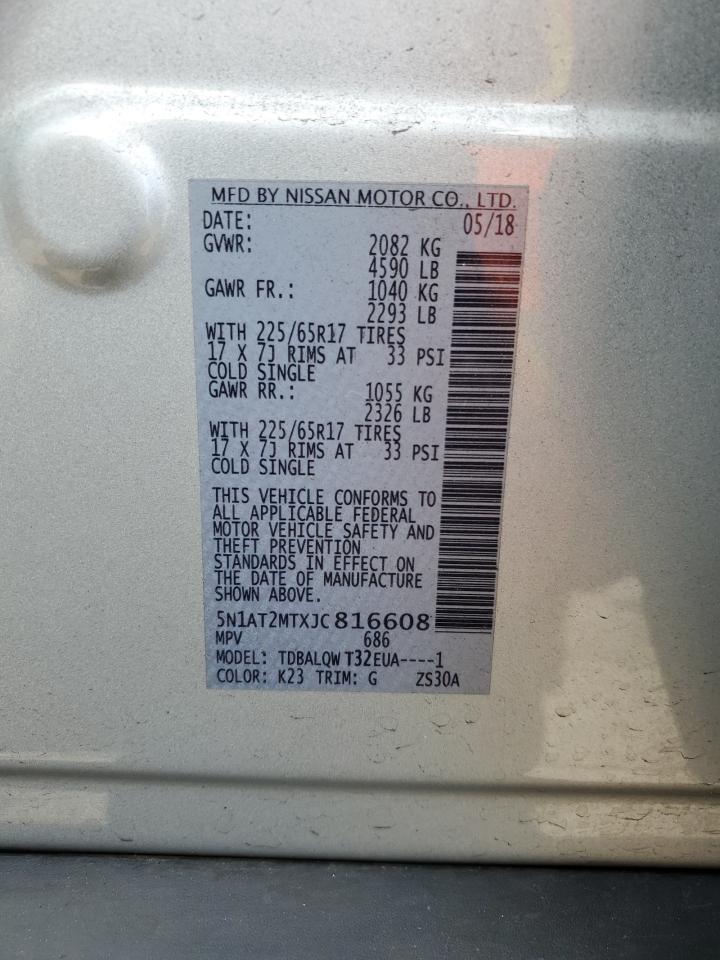 MFD BY NISSAN MOTOR CO., LTD.
DATE: 05/18
GVWR: 2082 KG
4590 LB
GAWR FR.: 1040 KG
2293 LB
WITH 225/65R17 TIRES
17 X 7J RIMS AT 33 PSI
COLD SINGLE
GAWR RR.: 1055 KG
2326 LB
WITH 225/65R17 TIRES
17 X 7J RIMS AT 33 PSI
COLD SINGLE
THIS VEHICLE CONFORMS TO
ALL APPLICABLE FEDERAL
MOTOR VEHICLE SAFETY AND
THEFT PREVENTION
STANDARDS IN EFFECT ON
THE DATE OF MANUFACTURE
SHOWN ABOVE.
5N1AT2MTXJC816608
MPV 686
MODEL: TDBALQW T32EUA----1
COLOR: K23 TRIM: G ZS30A